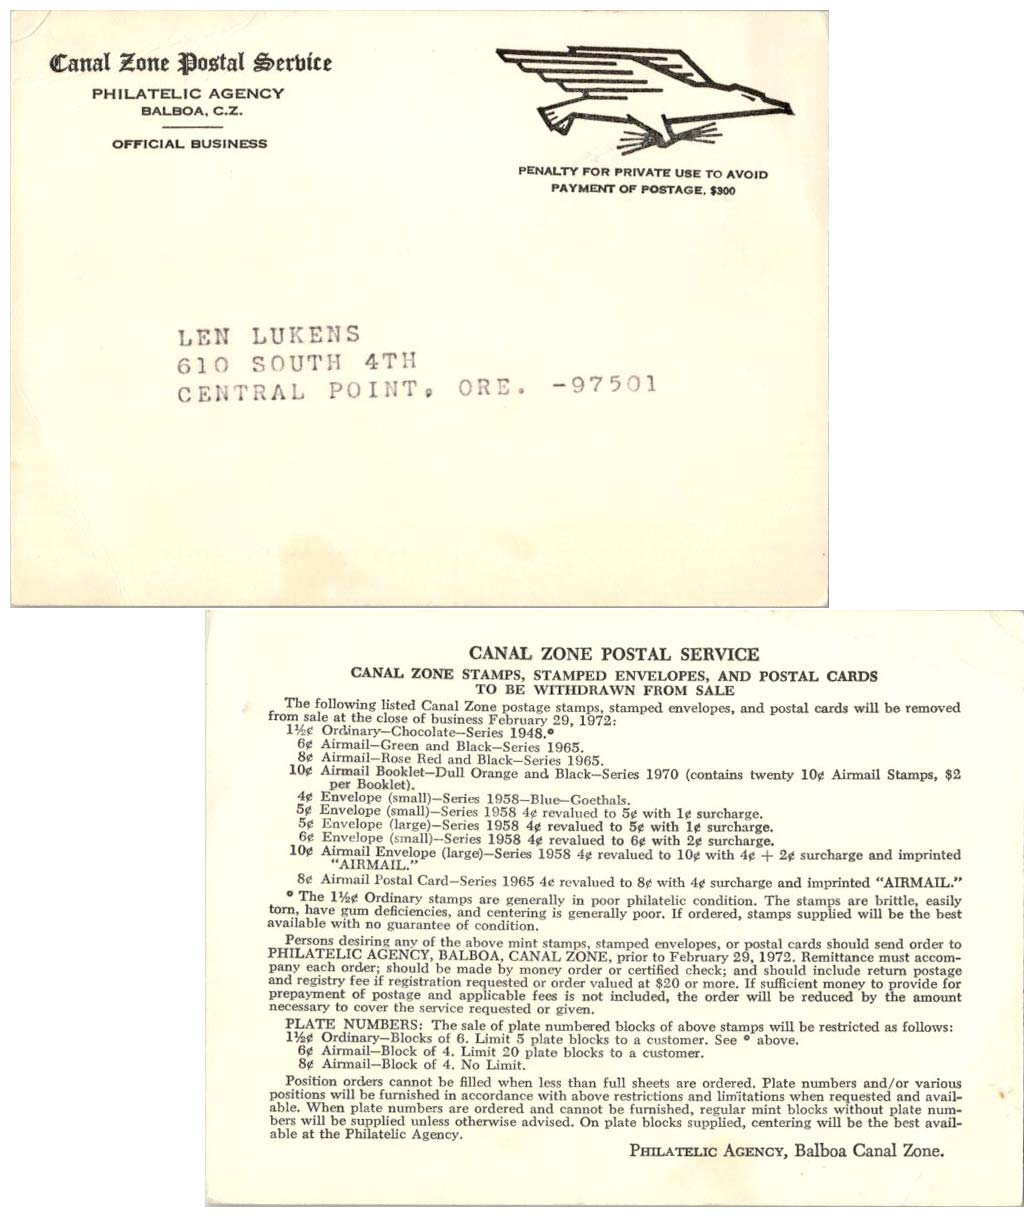 Canal Zone Postal Service
PHILATELIC AGENCY
BALBOA, C.Z.
OFFICIAL BUSINESS
PENALTY FOR PRIVATE USE TO AVOID
PAYMENT OF POSTAGE, $300
LEN LUKENS
610 SOUTH 4TH
CENTRAL POINT, ORE. -97501
CANAL ZONE POSTAL SERVICE
CANAL ZONE STAMPS, STAMPED ENVELOPES, AND POSTAL CARDS
TO BE WITHDRAWN FROM SALE
The following listed Canal Zone postage stamps, stamped envelopes, and postal cards will be removed
from sale at the close of business February 29, 1972:
1½¢ Ordinary—Chocolate—Series 1948.*
6¢ Airmail—Green and Black—Series 1965.
8¢ Airmail—Rose Red and Black—Series 1965.
10¢ Airmail Booklet—Dull Orange and Black—Series 1970 (contains twenty 10¢ Airmail Stamps, $2
per Booklet).
4¢ Envelope (small)—Series 1958—Blue—Goethals.
5¢ Envelope (small)—Series 1958 4¢ revalued to 5¢ with 1¢ surcharge.
5¢ Envelope (large)—Series 1958 4¢ revalued to 5¢ with 1¢ surcharge.
6¢ Envelope (small)—Series 1958 4¢ revalued to 6¢ with 2¢ surcharge.
10¢ Airmail Envelope (large)—Series 1958 4¢ revalued to 10¢ with 4¢ + 2¢ surcharge and imprinted
"AIRMAIL."
8¢ Airmail Postal Card—Series 1965 4¢ revalued to 8¢ with 4¢ surcharge and imprinted "AIRMAIL."
* The 1½¢ Ordinary stamps are generally in poor philatelic condition. The stamps are brittle, easily
torn, have gum deficiencies, and centering is generally poor. If ordered, stamps supplied will be the best
available with no guarantee of condition.
Persons desiring any of the above mint stamps, stamped envelopes, or postal cards should send order to
PHILATELIC AGENCY, BALBOA, CANAL ZONE, prior to February 29, 1972. Remittance must accom-
pany each order; should be made by money order or certified check; and should include return postage
and registry fee if registration requested or order valued at $20 or more. If sufficient money to provide for
prepayment of postage and applicable fees is not included, the order will be reduced by the amount
necessary to cover the service requested or given.
PLATE NUMBERS: The sale of plate numbered blocks of above stamps will be restricted as follows:
1½¢ Ordinary—Blocks of 6. Limit 5 plate blocks to a customer. See * above.
6¢ Airmail—Block of 4. Limit 20 plate blocks to a customer.
8¢ Airmail—Block of 4. No Limit.
Position orders cannot be filled when less than full sheets are ordered. Plate numbers and/or various
positions will be furnished in accordance with above restrictions and limitations when requested and avail-
able. When plate numbers are ordered and cannot be furnished, regular mint blocks without plate num-
bers will be supplied unless otherwise advised. On plate blocks supplied, centering will be the best avail-
able at the Philatelic Agency.
PHILATELIC AGENCY, Balboa Canal Zone.